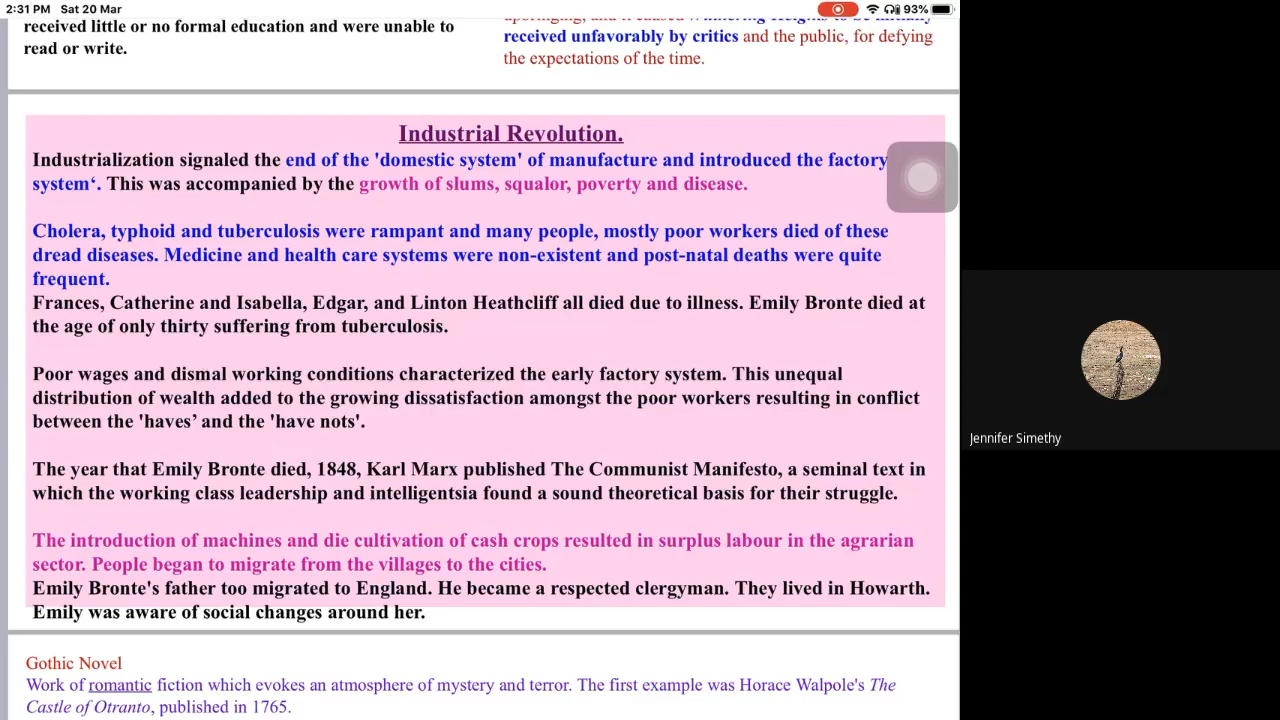 2:31 PM Sat 20 Mar
93%
received little or no formal education and were unable to
read or write.
upbringing, and it caused Wuthering Heights to be initially
received unfavorably by critics and the public, for defying
the expectations of the time.
Industrial Revolution.
Industrialization signaled the end of the 'domestic system' of manufacture and introduced the factory
system‘. This was accompanied by the growth of slums, squalor, poverty and disease.
Cholera, typhoid and tuberculosis were rampant and many people, mostly poor workers died of these
dread diseases. Medicine and health care systems were non-existent and post-natal deaths were quite
frequent.
Frances, Catherine and Isabella, Edgar, and Linton Heathcliff all died due to illness. Emily Bronte died at
the age of only thirty suffering from tuberculosis.
Poor wages and dismal working conditions characterized the early factory system. This unequal
distribution of wealth added to the growing dissatisfaction amongst the poor workers resulting in conflict
between the 'haves’ and the 'have nots'.
The year that Emily Bronte died, 1848, Karl Marx published The Communist Manifesto, a seminal text in
which the working class leadership and intelligentsia found a sound theoretical basis for their struggle.
The introduction of machines and die cultivation of cash crops resulted in surplus labour in the agrarian
sector. People began to migrate from the villages to the cities.
Emily Bronte's father too migrated to England. He became a respected clergyman. They lived in Howarth.
Emily was aware of social changes around her.
Gothic Novel
Work of romantic fiction which evokes an atmosphere of mystery and terror. The first example was Horace Walpole's The
Castle of Otranto, published in 1765.
Jennifer Simethy